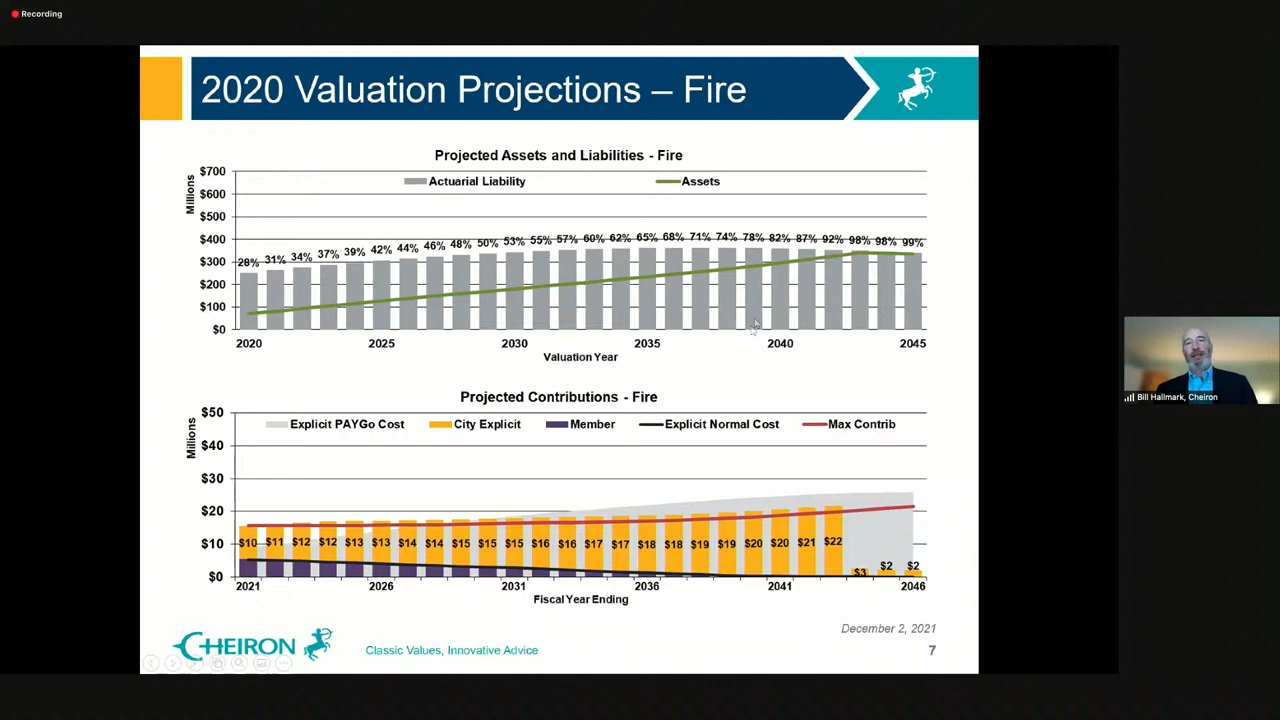 Recording
2020 Valuation Projections – Fire
Projected Assets and Liabilities - Fire
Millions
$700
$600
$500
$400
$300
$200
$100
$0
Actuarial Liability
Assets
28% 31% 34% 37% 39% 42% 44% 46% 48% 50% 53% 55% 57% 60% 62% 65% 68% 71% 74% 78% 82% 87% 92% 98% 98% 99%
2020 2025 2030 2035 2040 2045
Valuation Year
Projected Contributions - Fire
Millions
$50
$40
$30
$20
$10
$0
Explicit PAYGo Cost
City Explicit
Member
Explicit Normal Cost
Max Contrib
$10 $11 $12 $12 $13 $13 $14 $14 $15 $15 $15 $16 $16 $17 $17 $18 $18 $19 $19 $20 $20 $21 $22 $3 $2 $2
2021 2026 2031 2036 2041 2046
Fiscal Year Ending
Bill Hallmark, Cheiron
December 2, 2021
CHEIRON
Classic Values, Innovative Advice
7